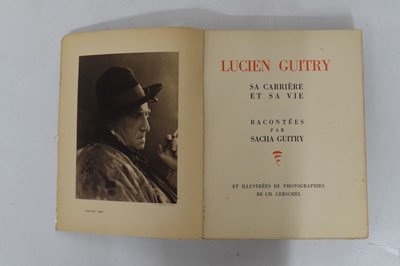 LUCIEN GUITRY
SA CARRIÈRE
ET SA VIE
RACONTÉES
PAR
SACHA GUITRY
ET ILLUSTRÉES DE PHOTOGRAPHIES
DE CH. GERSCHEL